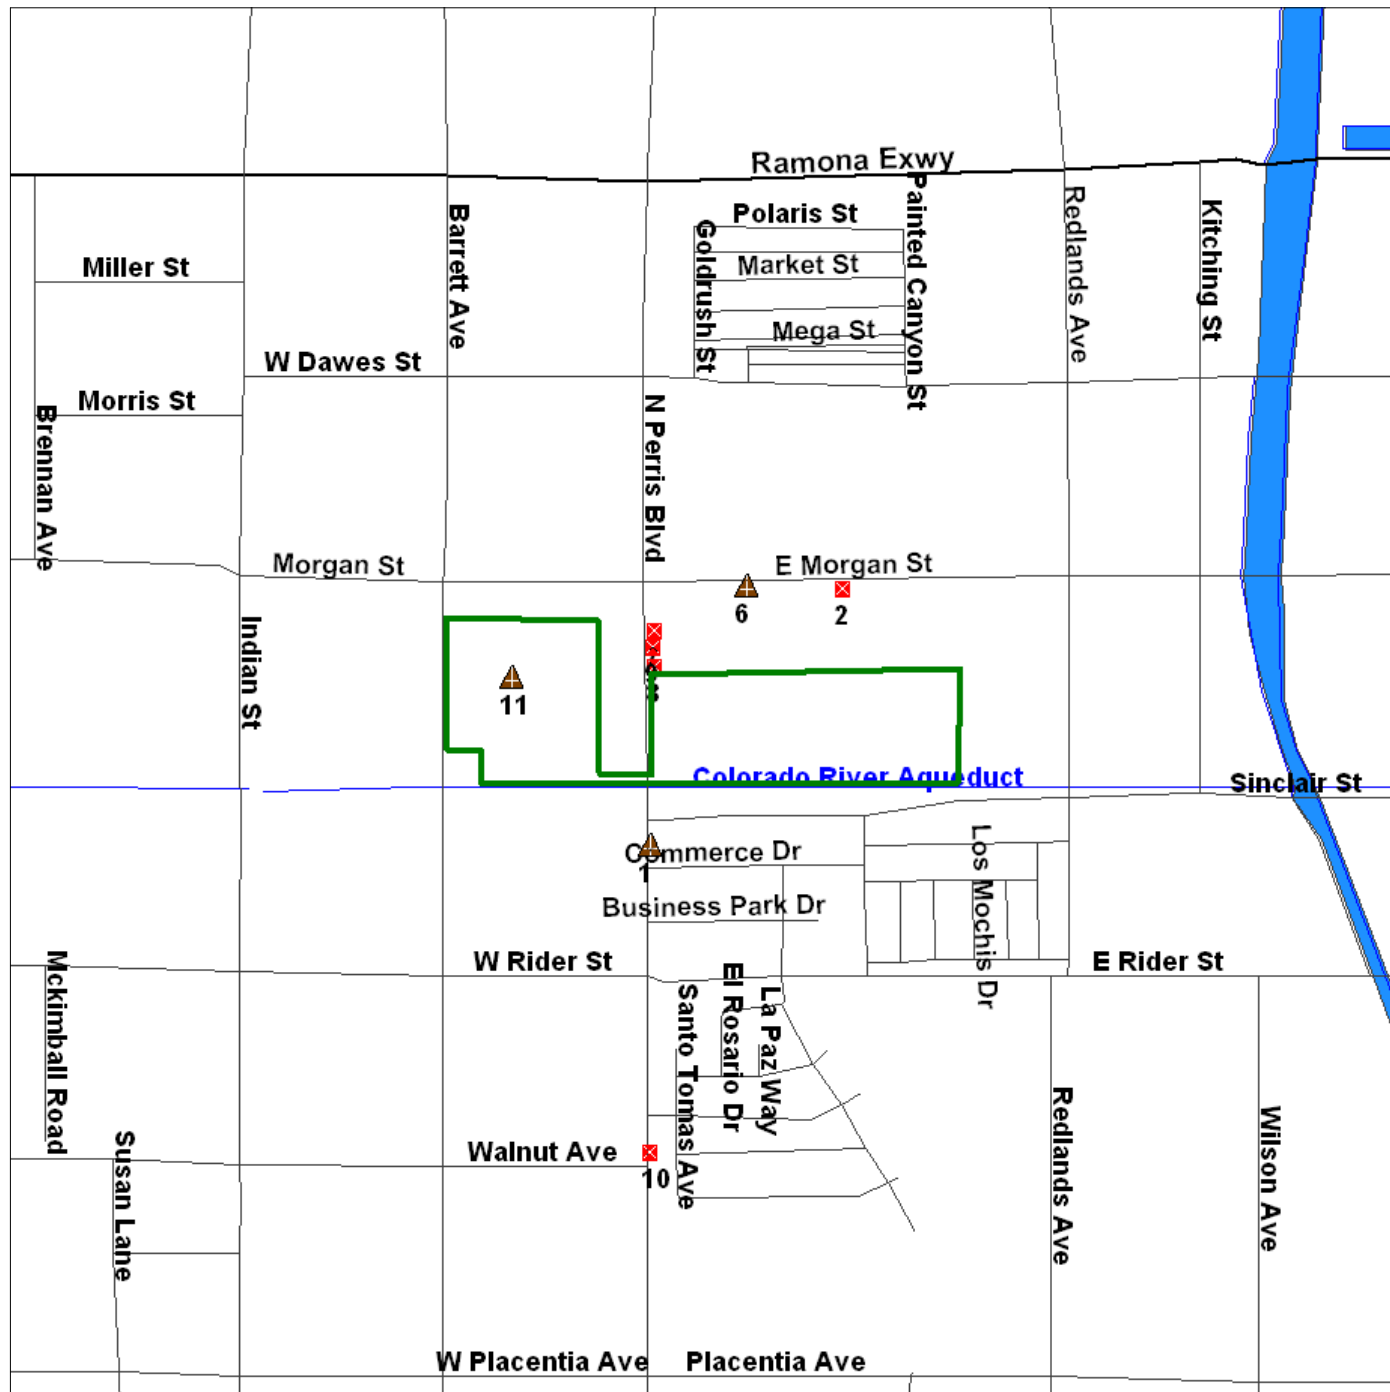 Ramona Exwy
Polaris St
Painted Canyon St
Redlands Ave
Kitching St
Barrett Ave
Goldrush St
Miller St
Market St
Mega St
W Dawes St
Morris St
N Perris Blvd
Brennan Ave
Morgan St
E Morgan St
6
2
Indian St
11
Colorado River Aqueduct
Sinclair St
Commerce Dr
1
Los Mochis Dr
Business Park Dr
W Rider St
E Rider St
Mckimball Road
El Rosario Dr
La Paz Way
Santo Tomas Ave
Redlands Ave
Wilson Ave
Susan Lane
Walnut Ave
10
W Placentia Ave
Placentia Ave